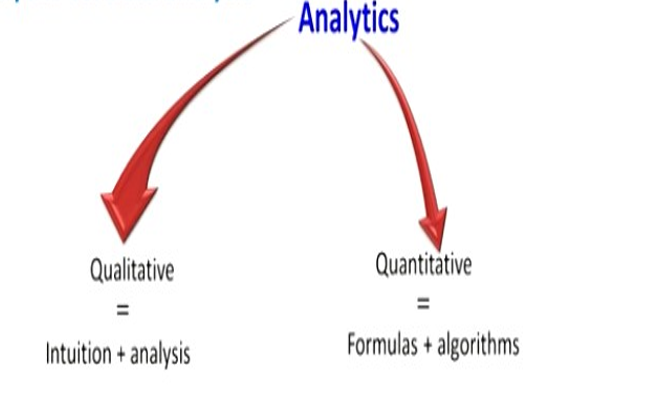 Analytics
Qualitative
=
Intuition + analysis
Quantitative
=
Formulas + algorithms